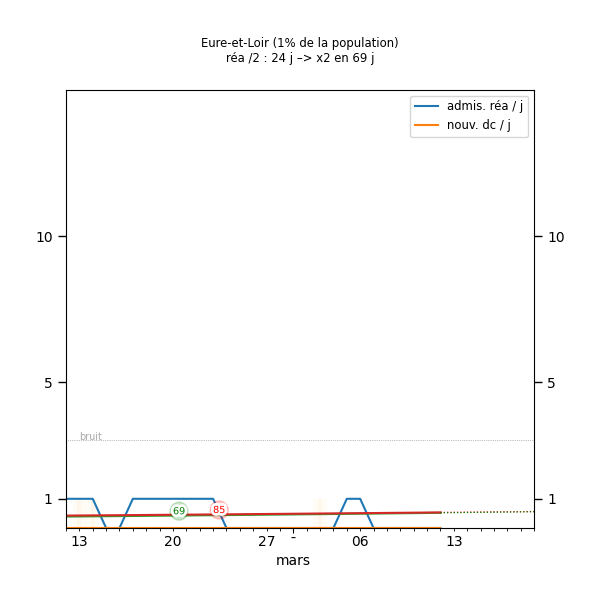 Eure-et-Loir (1% de la population)
réa /2 : 24 j –> x2 en 69 j
admis. réa / j
nouv. dc / j
10 10
5 5
bruit
1 1
69 85
13 20 27 - 06 13
mars